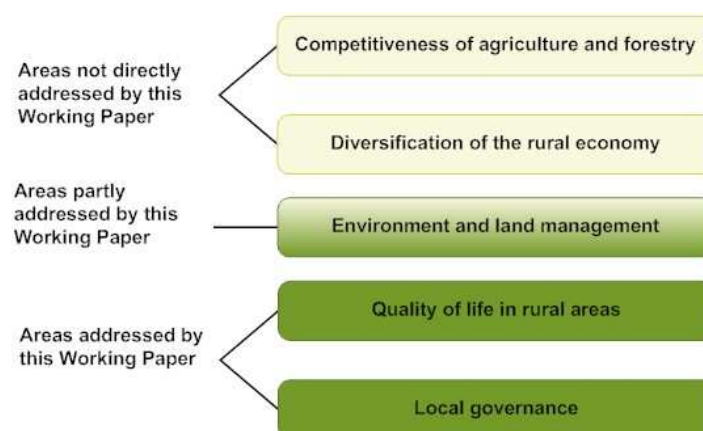 Areas not directly
addressed by this
Working Paper
Competitiveness of agriculture and forestry
Diversification of the rural economy
Areas partly
addressed by this
Working Paper
Environment and land management
Areas addressed by
this Working Paper
Quality of life in rural areas
Local governance